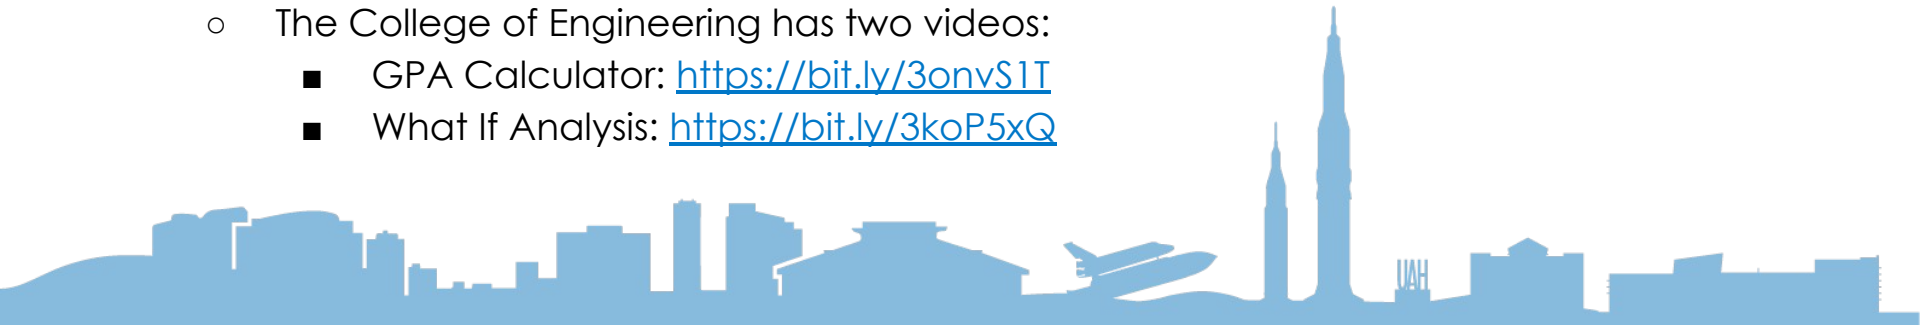 ○ The College of Engineering has two videos:
■ GPA Calculator: https://bit.ly/3onvS1T
■ What If Analysis: https://bit.ly/3koP5xQ
UAH